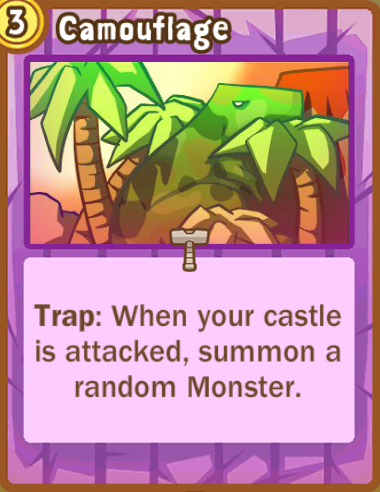 3
Camouflage
Trap: When your castle
is attacked, summon a
random Monster.